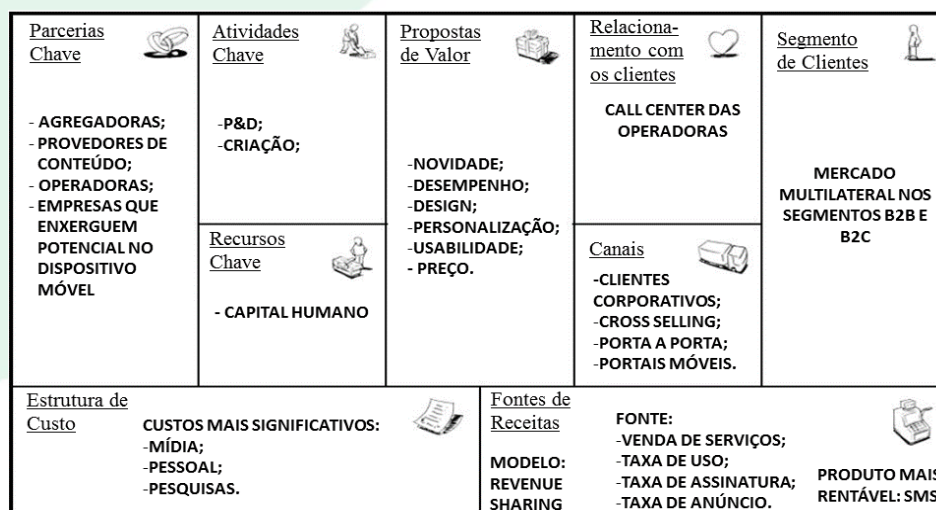 Parcerias
Chave
- AGREGADORAS;
- PROVEDORES DE
CONTEÚDO;
- OPERADORAS;
- EMPRESAS QUE
ENXERGUEM
POTENCIAL NO
DISPOSITIVO
MÓVEL
Atividades
Chave
-P&D;
-CRIAÇÃO;
Recursos
Chave
- CAPITAL HUMANO
Propostas
de Valor
-NOVIDADE;
-DESEMPENHO;
-DESIGN;
-PERSONALIZAÇÃO;
-USABILIDADE;
- PREÇO.
Relaciona-
mento com
os clientes
CALL CENTER DAS
OPERADORAS
Canais
-CLIENTES
CORPORATIVOS;
-CROSS SELLING;
-PORTA A PORTA;
-PORTAIS MÓVEIS.
Segmento
de Clientes
MERCADO
MULTILATERAL NOS
SEGMENTOS B2B E
B2C
Estrutura de
Custo
CUSTOS MAIS SIGNIFICATIVOS:
-MÍDIA;
-PESSOAL;
-PESQUISAS.
Fontes de
Receitas
MODELO:
REVENUE
SHARING
FONTE:
-VENDA DE SERVIÇOS;
-TAXA DE USO;
-TAXA DE ASSINATURA;
-TAXA DE ANÚNCIO.
PRODUTO MAIS
RENTÁVEL: SMS